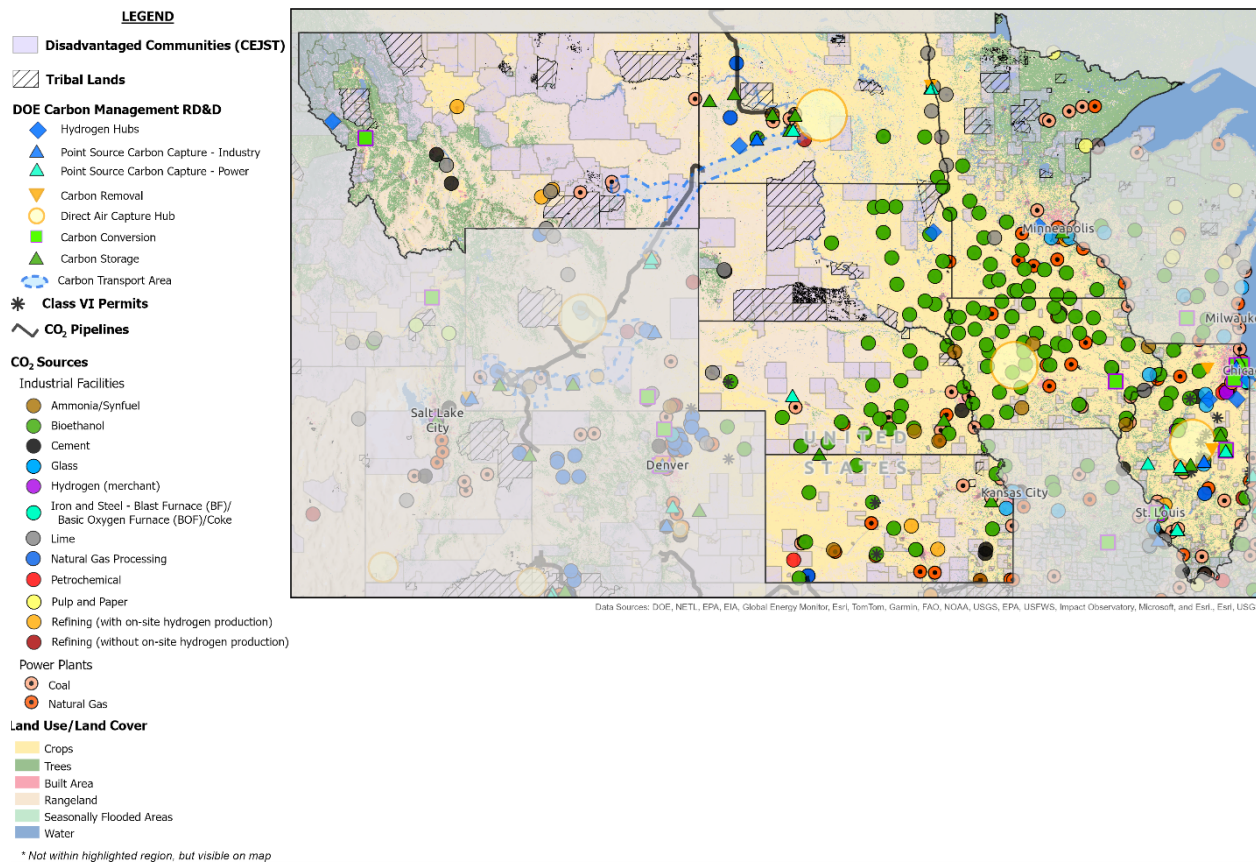 LEGEND
Disadvantaged Communities (CEJST)
Tribal Lands
DOE Carbon Management RD&D
Hydrogen Hubs
Point Source Carbon Capture - Industry
Point Source Carbon Capture - Power
Carbon Removal
Direct Air Capture Hub
Carbon Conversion
Carbon Storage
Carbon Transport Area
Class VI Permits
CO₂ Pipelines
CO₂ Sources
Industrial Facilities
Ammonia/Synfuel
Bioethanol
Cement
Glass
Hydrogen (merchant)
Iron and Steel - Blast Furnace (BF)/
Basic Oxygen Furnace (BOF)/Coke
Lime
Natural Gas Processing
Petrochemical
Pulp and Paper
Refining (with on-site hydrogen production)
Refining (without on-site hydrogen production)
Power Plants
Coal
Natural Gas
Land Use/Land Cover
Crops
Trees
Built Area
Rangeland
Seasonally Flooded Areas
Water
* Not within highlighted region, but visible on map
Minneapolis
Milwauke
Chica
Salt Lake
City
Denver
UNITED
STATES
Kansas City
St. Louis
Data Sources: DOE, NETL, EPA, EIA, Global Energy Monitor, Esri, TomTom, Garmin, FAO, NOAA, USGS, EPA, USFWS, Impact Observatory, Microsoft, and Esri., Esri, USG